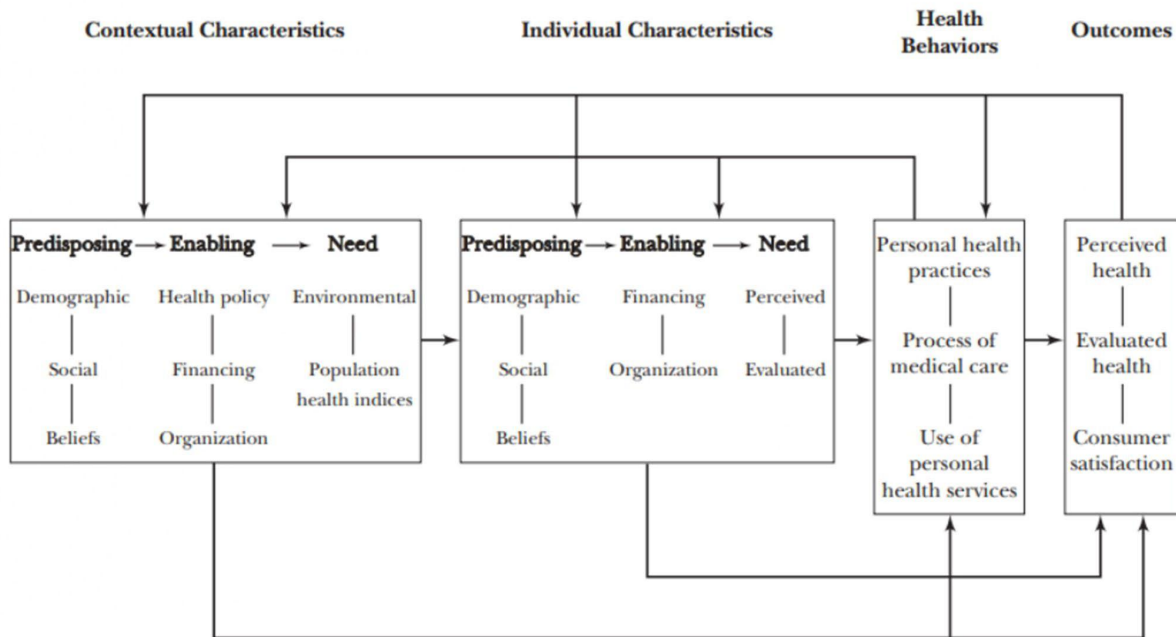 Contextual Characteristics
Individual Characteristics
Health
Behaviors
Outcomes
Predisposing Enabling Need
Demographic Health policy Environmental
Social Financing Population
health indices
Beliefs Organization
Predisposing Enabling Need
Demographic Financing Perceived
Social Organization Evaluated
Beliefs
Personal health
practices
Process of
medical care
Use of
personal
health services
Perceived
health
Evaluated
health
Consumer
satisfaction